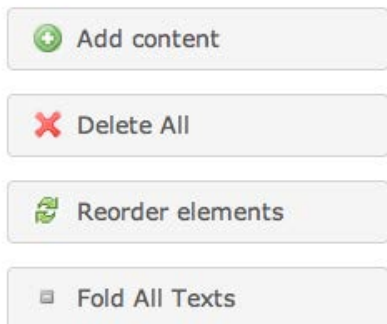 Add content
Delete All
Reorder elements
Fold All Texts